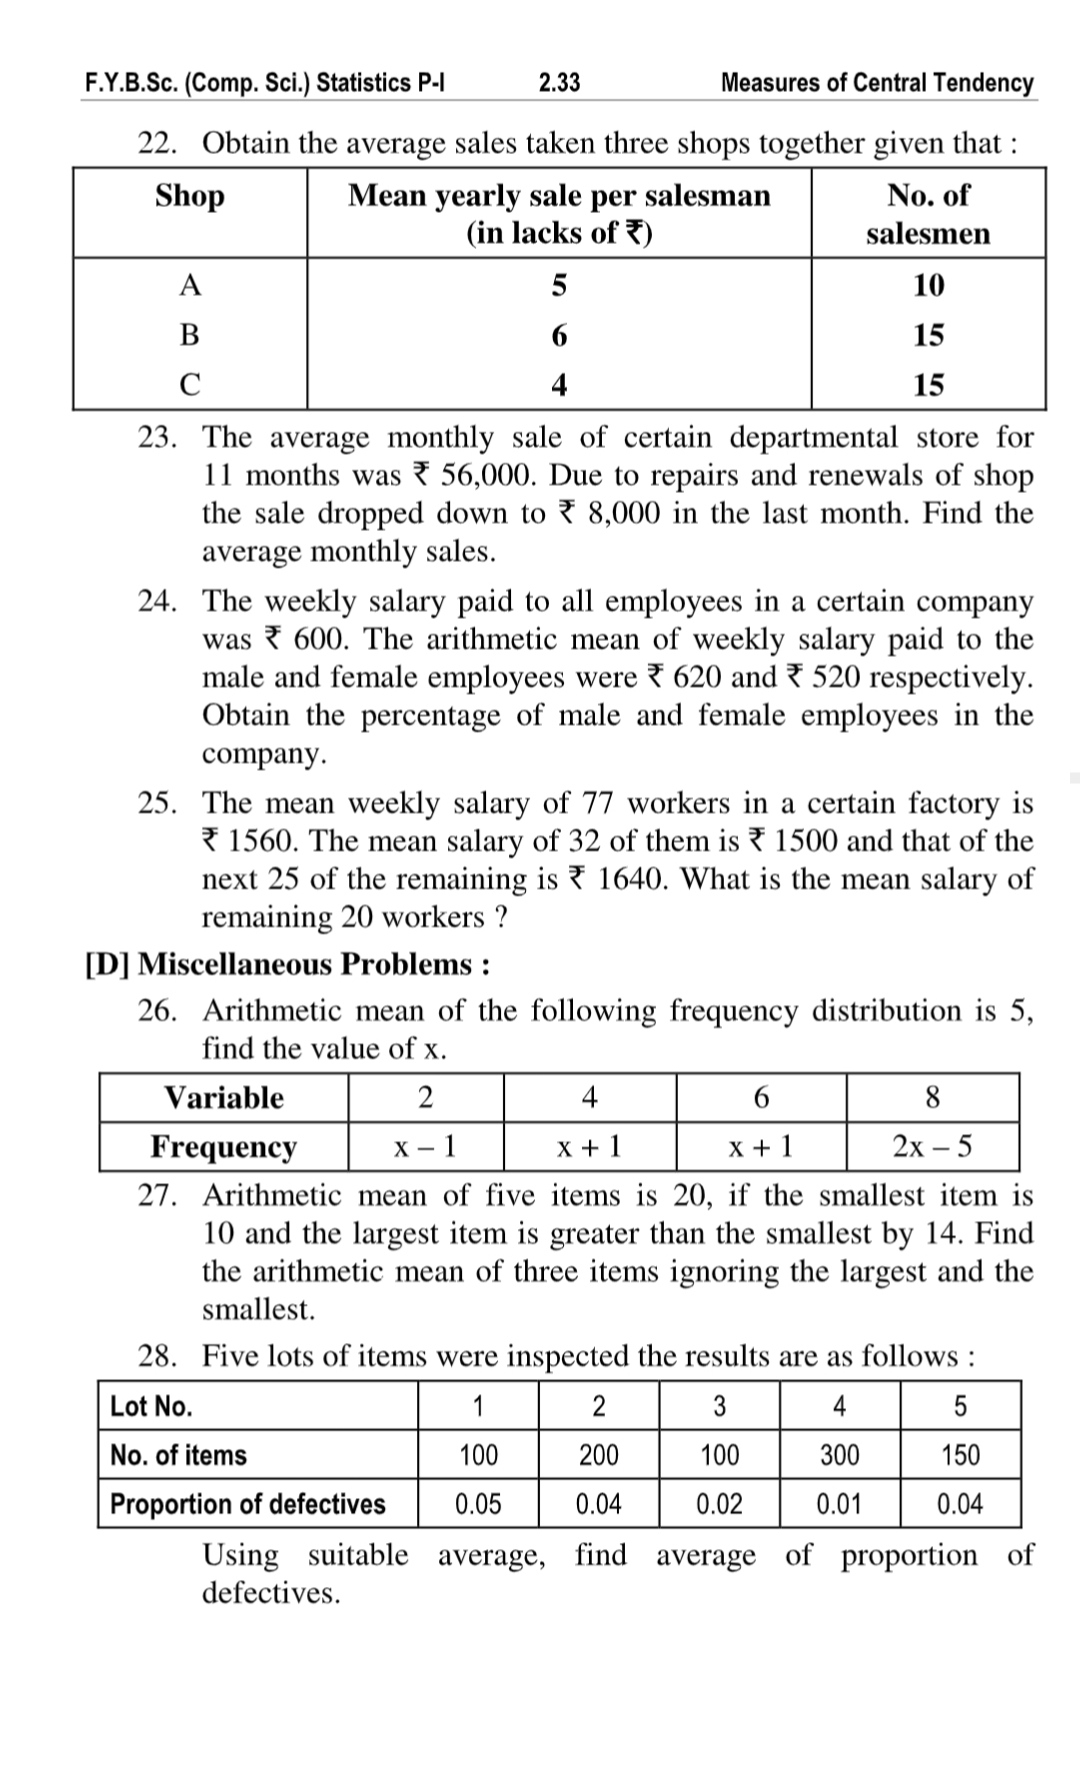 F.Y.B.Sc. (Comp. Sci.) Statistics P-I 2.33 Measures of Central Tendency
22. Obtain the average sales taken three shops together given that :
Shop Mean yearly sale per salesman (in lacks of ₹) No. of salesmen
A 5 10
B 6 15
C 4 15
23. The average monthly sale of certain departmental store for
11 months was ₹ 56,000. Due to repairs and renewals of shop
the sale dropped down to ₹ 8,000 in the last month. Find the
average monthly sales.
24. The weekly salary paid to all employees in a certain company
was ₹ 600. The arithmetic mean of weekly salary paid to the
male and female employees were ₹ 620 and ₹ 520 respectively.
Obtain the percentage of male and female employees in the
company.
25. The mean weekly salary of 77 workers in a certain factory is
₹ 1560. The mean salary of 32 of them is ₹ 1500 and that of the
next 25 of the remaining is ₹ 1640. What is the mean salary of
remaining 20 workers ?
[D] Miscellaneous Problems :
26. Arithmetic mean of the following frequency distribution is 5,
find the value of x.
Variable 2 4 6 8
Frequency x – 1 x + 1 x + 1 2x – 5
27. Arithmetic mean of five items is 20, if the smallest item is
10 and the largest item is greater than the smallest by 14. Find
the arithmetic mean of three items ignoring the largest and the
smallest.
28. Five lots of items were inspected the results are as follows :
Lot No. 1 2 3 4 5
No. of items 100 200 100 300 150
Proportion of defectives 0.05 0.04 0.02 0.01 0.04
Using suitable average, find average of proportion of
defectives.